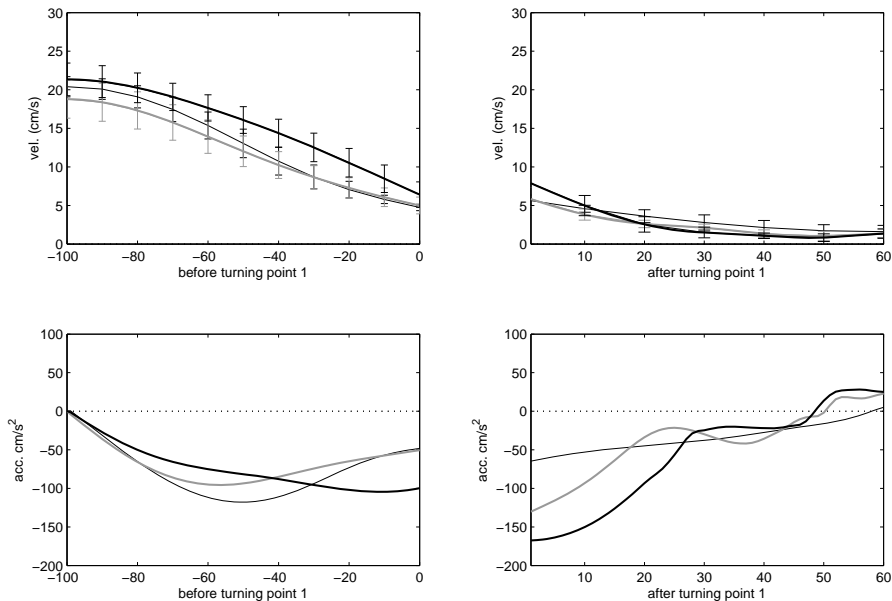 30
25
20
15
10
5
0
vel. (cm/s)
−100 −80 −60 −40 −20 0
before turning point 1
30
25
20
15
10
5
0
vel. (cm/s)
10 20 30 40 50 60
after turning point 1
100
50
0
−50
−100
−150
−200
acc. cm/s²
−100 −80 −60 −40 −20 0
before turning point 1
100
50
0
−50
−100
−150
−200
acc. cm/s²
10 20 30 40 50 60
after turning point 1